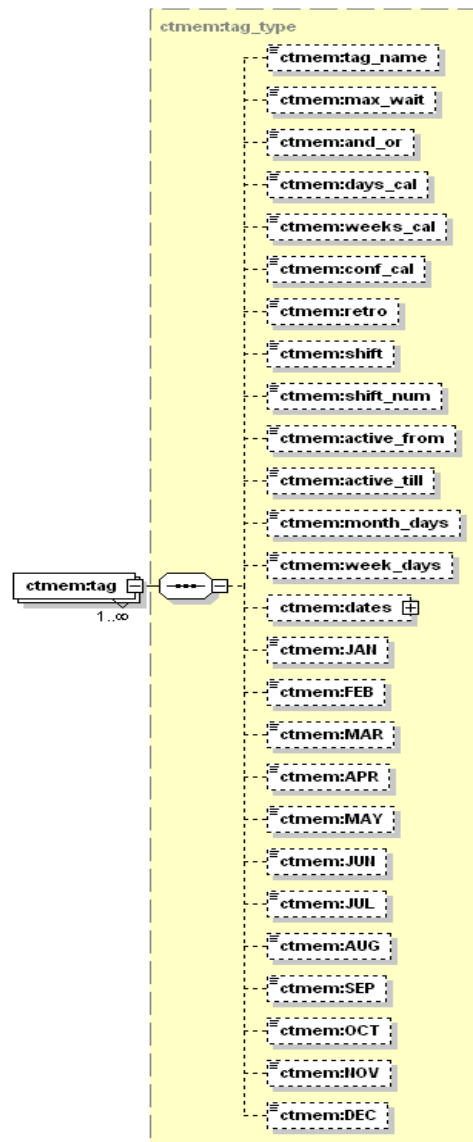 ctmem:tag_type
ctmem:tag_name
ctmem:max_wait
ctmem:and_or
ctmem:days_cal
ctmem:weeks_cal
ctmem:conf_cal
ctmem:retro
ctmem:shift
ctmem:shift_num
ctmem:active_from
ctmem:active_till
ctmem:month_days
ctmem:week_days
ctmem:tag
1..∞
ctmem:dates
ctmem:JAN
ctmem:FEB
ctmem:MAR
ctmem:APR
ctmem:MAY
ctmem:JUN
ctmem:JUL
ctmem:AUG
ctmem:SEP
ctmem:OCT
ctmem:NOV
ctmem:DEC